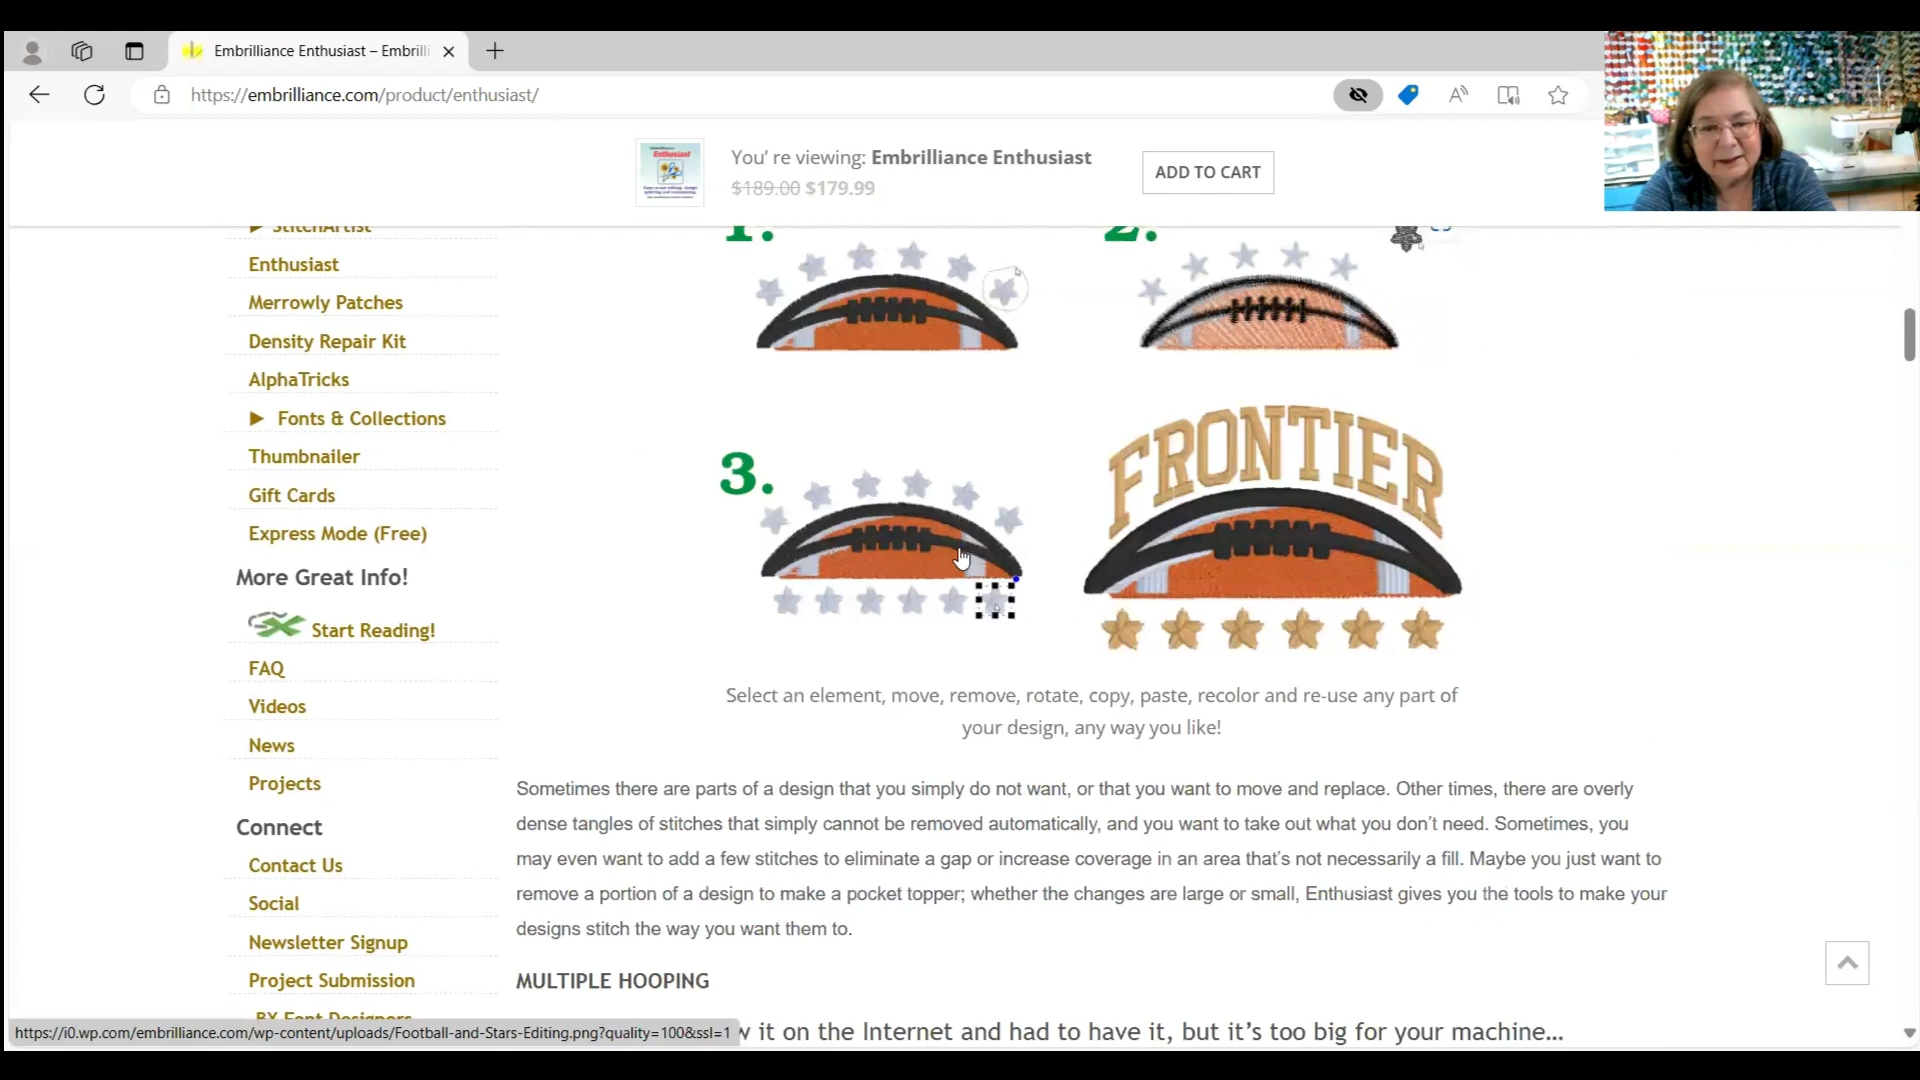 Embrilliance Enthusiast – Embrilli
https://embrilliance.com/product/enthusiast/
You' re viewing: Embrilliance Enthusiast
$189.00 $179.99
ADD TO CART
StitchArtist
Enthusiast
Merrowly Patches
Density Repair Kit
AlphaTricks
Fonts & Collections
Thumbnailer
Gift Cards
Express Mode (Free)
More Great Info!
Start Reading!
FAQ
Videos
News
Projects
Connect
Contact Us
Social
Newsletter Signup
Project Submission
BX Font Designers
1.
2.
3.
FRONTIER
Select an element, move, remove, rotate, copy, paste, recolor and re-use any part of
your design, any way you like!
Sometimes there are parts of a design that you simply do not want, or that you want to move and replace. Other times, there are overly
dense tangles of stitches that simply cannot be removed automatically, and you want to take out what you don't need. Sometimes, you
may even want to add a few stitches to eliminate a gap or increase coverage in an area that's not necessarily a fill. Maybe you just want to
remove a portion of a design to make a pocket topper; whether the changes are large or small, Enthusiast gives you the tools to make your
designs stitch the way you want them to.
MULTIPLE HOOPING
w it on the Internet and had to have it, but it's too big for your machine...
https://i0.wp.com/embrilliance.com/wp-content/uploads/Football-and-Stars-Editing.png?quality=100&ssl=1